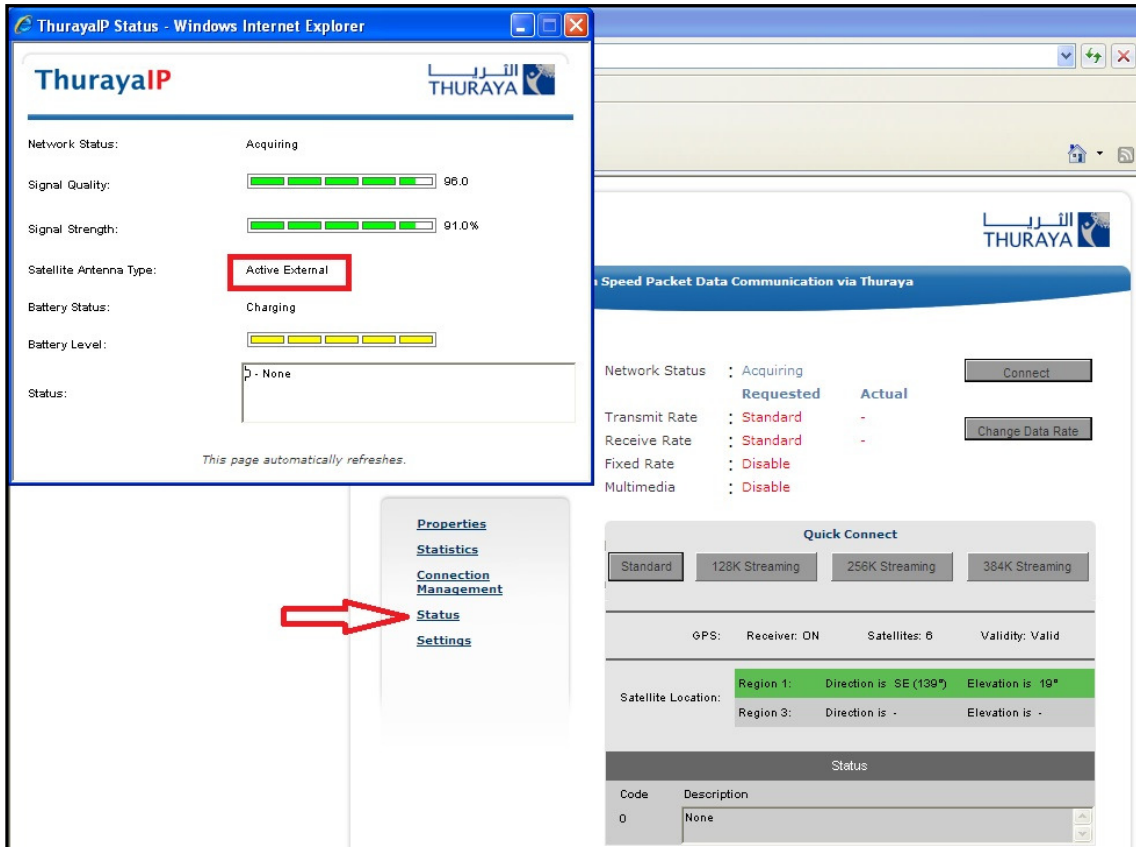 ThurayaIP Status - Windows Internet Explorer
ThurayaIP
الثريا
THURAYA
Network Status: Acquiring
Signal Quality: 96.0
Signal Strength: 91.0%
Satellite Antenna Type: Active External
Battery Status: Charging
Battery Level:
Status: - None
This page automatically refreshes.
الثريا
THURAYA
Speed Packet Data Communication via Thuraya
Network Status : Acquiring
Connect
Requested Actual
Transmit Rate : Standard -
Change Data Rate
Receive Rate : Standard -
Fixed Rate : Disable
Multimedia : Disable
Properties
Statistics
Connection
Management
Status
Settings
Quick Connect
Standard 128K Streaming 256K Streaming 384K Streaming
GPS: Receiver: ON Satellites: 6 Validity: Valid
Satellite Location:
Region 1: Direction is SE (139°) Elevation is 19°
Region 3: Direction is - Elevation is -
Status
Code Description
0 None